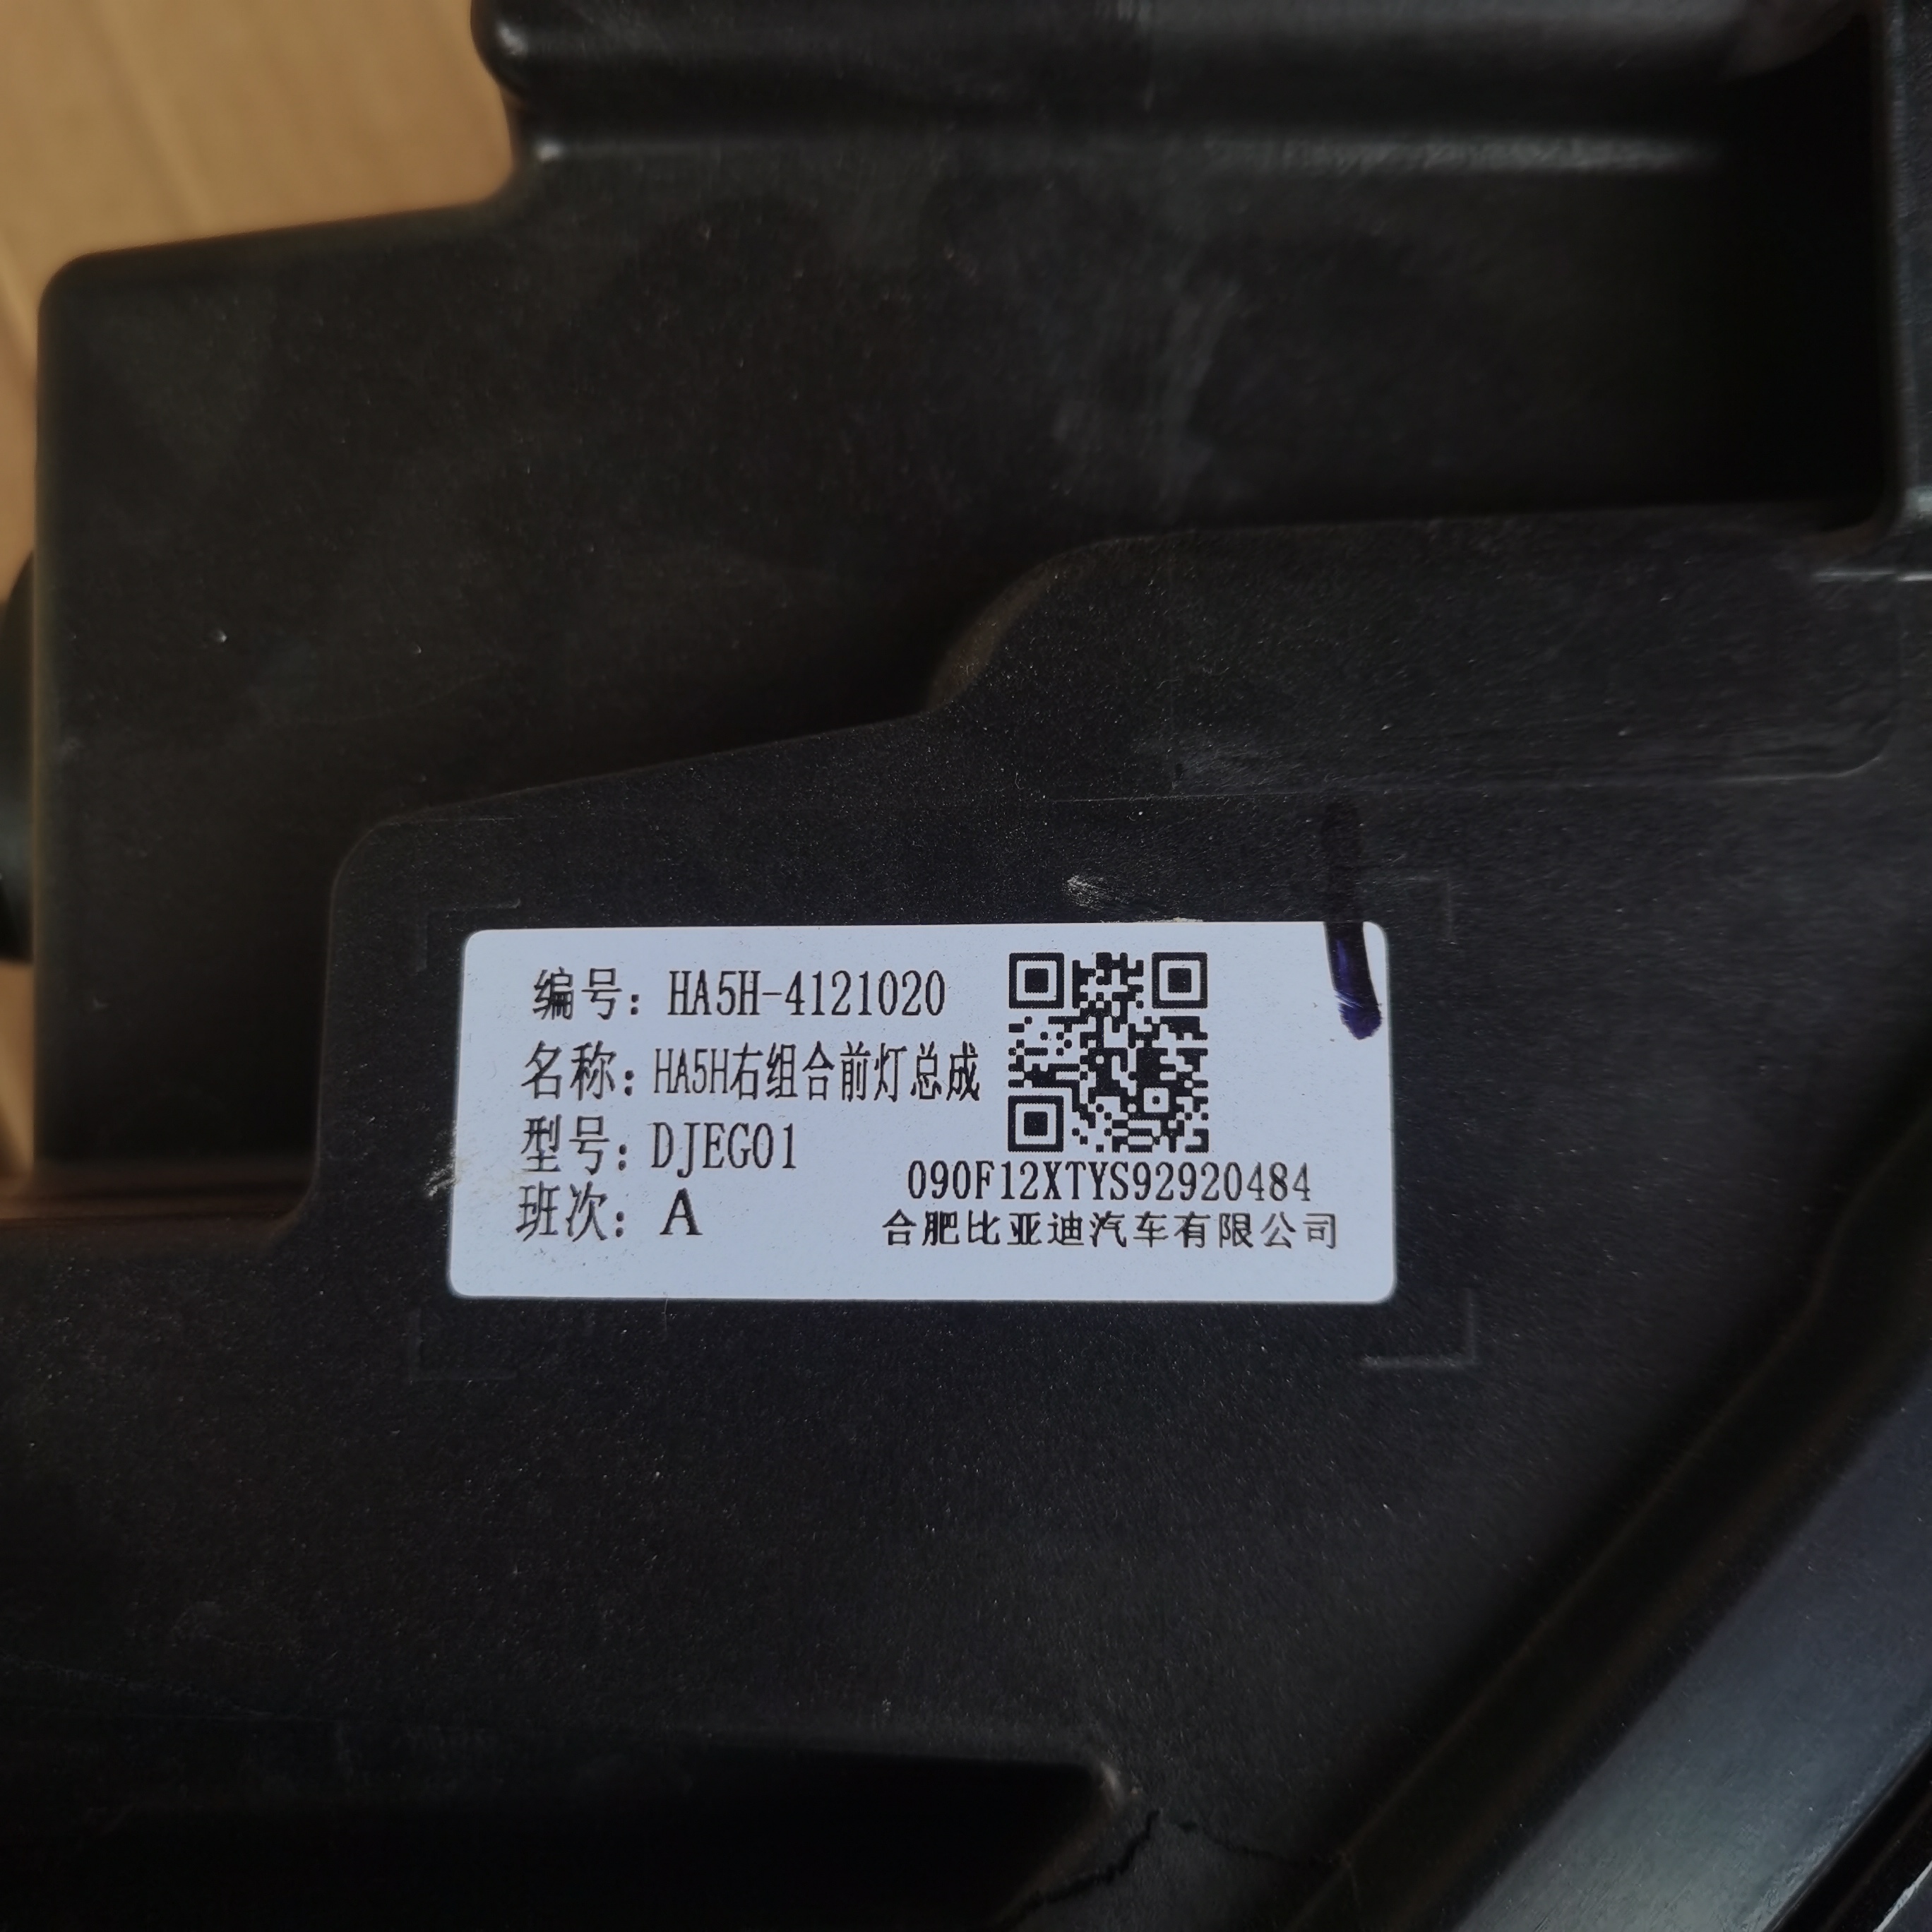 编号：HA5H-4121020
名称：HA5H右组合前灯总成
型号：DJEG01
班次：A
090F12XTYS92920484
合肥比亚迪汽车有限公司